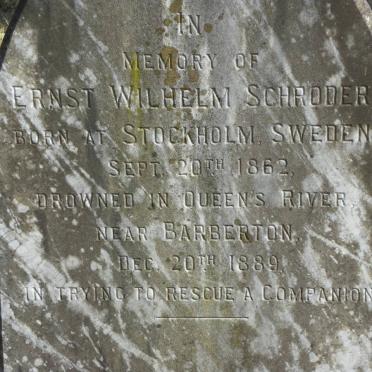 IN
MEMORY OF
ERNST WILHELM SCHRODER
BORN AT STOCKHOLM, SWEDEN
SEPT. 20TH 1862,
DROWNED IN QUEEN'S RIVER,
NEAR BARBERTON,
DEC. 20TH 1889,
IN TRYING TO RESCUE A COMPANION